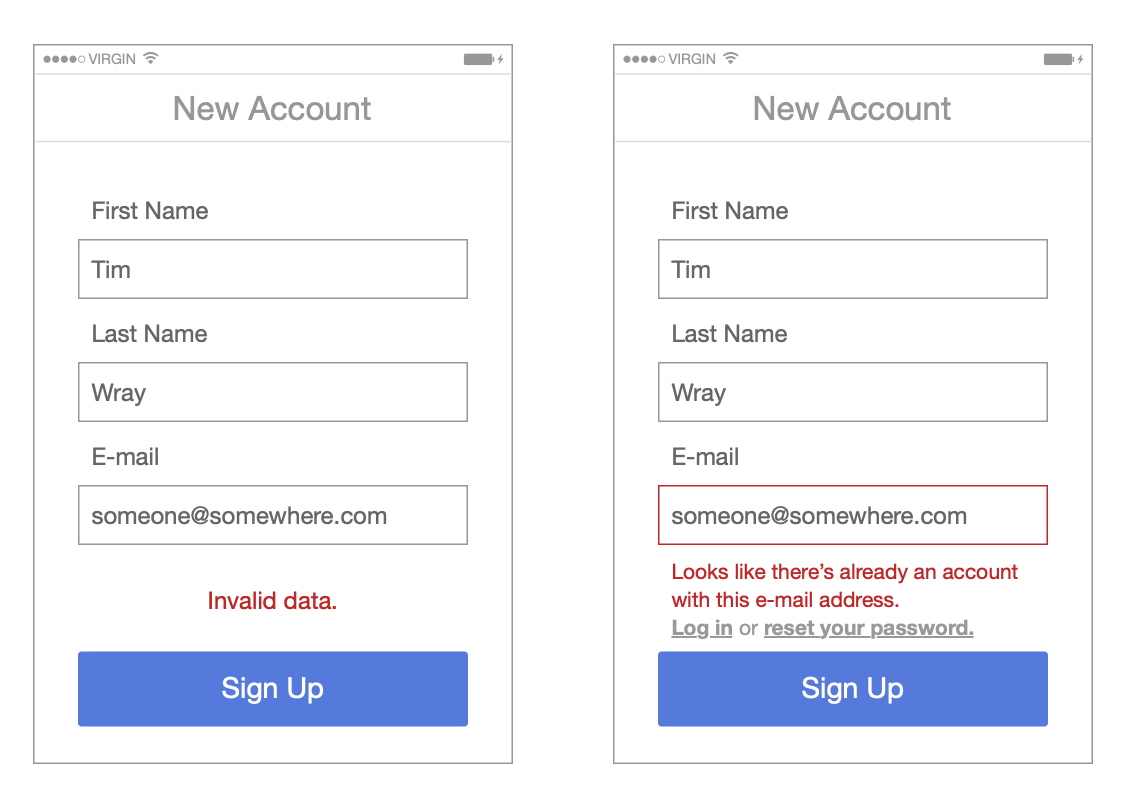 VIRGIN
New Account
First Name
Tim
Last Name
Wray
E-mail
someone@somewhere.com
Invalid data.
Sign Up
VIRGIN
New Account
First Name
Tim
Last Name
Wray
E-mail
someone@somewhere.com
Looks like there’s already an account
with this e-mail address.
Log in or reset your password.
Sign Up